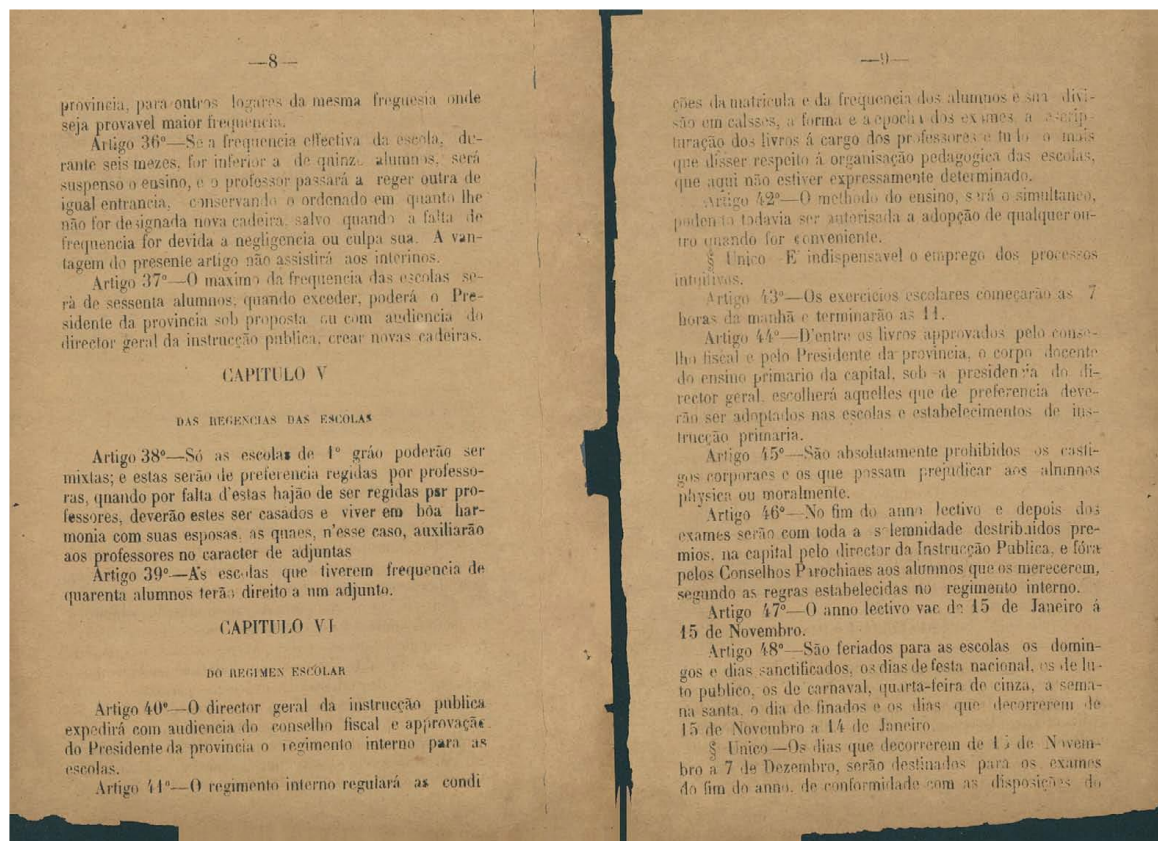 —8—
provincia, para outros logares da mesma freguesia onde
seja provavel maior frequencia.
Artigo 36º—Se a frequencia effectiva da escola, du-
rante seis mezes, for inferior a de quinze alumnos, será
suspenso o ensino, e o professor passará a reger outra de
igual entrancia, conservando o ordenado em quanto lhe
não for designada nova cadeira, salvo quando a falta de
frequencia for devida a negligencia ou culpa sua. A van-
tagem do presente artigo não assistirá aos interinos.
Artigo 37º—O maximo da frequencia das escolas se-
rá de sessenta alumnos, quando exceder, poderá o Pre-
sidente da provincia sob proposta ou com audiencia do
director geral da instrucção publica, crear novas cadeiras.
CAPITULO V
DAS REGENCIAS DAS ESCOLAS
Artigo 38º—Só as escolas de 1º gráo poderão ser
mixtas; e estas serão de preferencia regidas por professo-
ras, quando por falta d'estas hajão de ser regidas por pro-
fessores, deverão estes ser casados e viver em bôa har-
monia com suas esposas, as quaes, n'esse caso, auxiliarão
aos professores no caracter de adjuntas
Artigo 39º—As escolas que tiverem frequencia de
quarenta alumnos terão direito a um adjunto.
CAPITULO VI
DO REGIMEN ESCOLAR
Artigo 40º—O director geral da instrucção publica
expedirá com audiencia do conselho fiscal e approvação
do Presidente da provincia o regimento interno para as
escolas.
Artigo 41º—O regimento interno regulará as condi
—9—
ções da matricula e da frequencia dos alumnos e sua divi-
são em calsses, a forma e a epocha dos exames, a escrip-
turação dos livros á cargo dos professores e tudo o mais
que disser respeito á organisação pedagogica das escolas,
que aqui não estiver expressamente determinado.
Artigo 42º—O methodo do ensino, será o simultaneo,
podendo todavia ser autorisada a adopção de qualquer ou-
tro quando for conveniente.
§ Unico—E' indispensavel o emprego dos processos
intuitivos.
Artigo 43º—Os exercicios escolares começarão as 7
horas da manhã e terminarão as 11.
Artigo 44º—D'entre os livros approvados pelo conse-
lho fiscal e pelo Presidente da provincia, o corpo docente
do ensino primario da capital, sob a presidencia do di-
rector geral, escolherá aquelles que de preferencia deve-
rão ser adoptados nas escolas e estabelecimentos de ins-
trucção primaria.
Artigo 45º—São absolutamente prohibidos os casti-
gos corporaes e os que possam prejudicar aos alumnos
physica ou moralmente.
Artigo 46º—No fim do anno lectivo e depois dos
exames serão com toda a solemnidade destribuidos pre-
mios, na capital pelo director da Instrucção Publica, e fóra
pelos Conselhos Parochiaes aos alumnos que os merecerem,
segundo as regras estabelecidas no regimento interno.
Artigo 47º—O anno lectivo vae de 15 de Janeiro á
15 de Novembro.
Artigo 48º—São feriados para as escolas os domin-
gos e dias sanctificados, os dias de festa nacional, os de lu-
to publico, os de carnaval, quarta-feira de cinza, a sema-
na santa, o dia de finados e os dias que decorrerem de
15 de Novembro a 14 de Janeiro
§ Unico—Os dias que decorrerem de 15 de Novem-
bro a 7 de Dezembro, serão destinados para os exames
do fim do anno, de conformidade com as disposições do